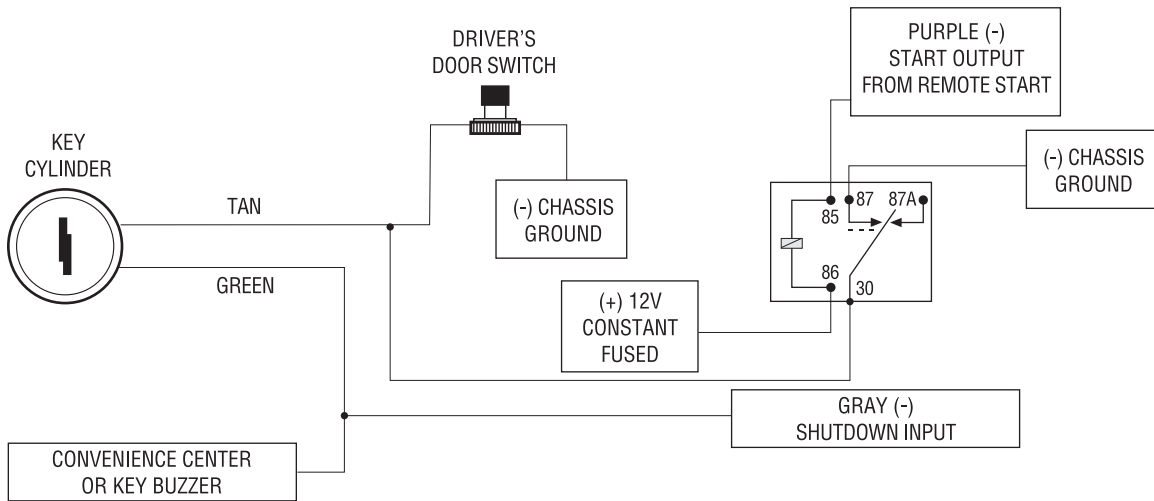 PURPLE (-)
START OUTPUT
FROM REMOTE START
DRIVER'S
DOOR SWITCH
KEY
CYLINDER
(-) CHASSIS
GROUND
TAN
(-) CHASSIS
GROUND
87 87A
85
86
30
GREEN
(+) 12V
CONSTANT
FUSED
GRAY (-)
SHUTDOWN INPUT
CONVENIENCE CENTER
OR KEY BUZZER